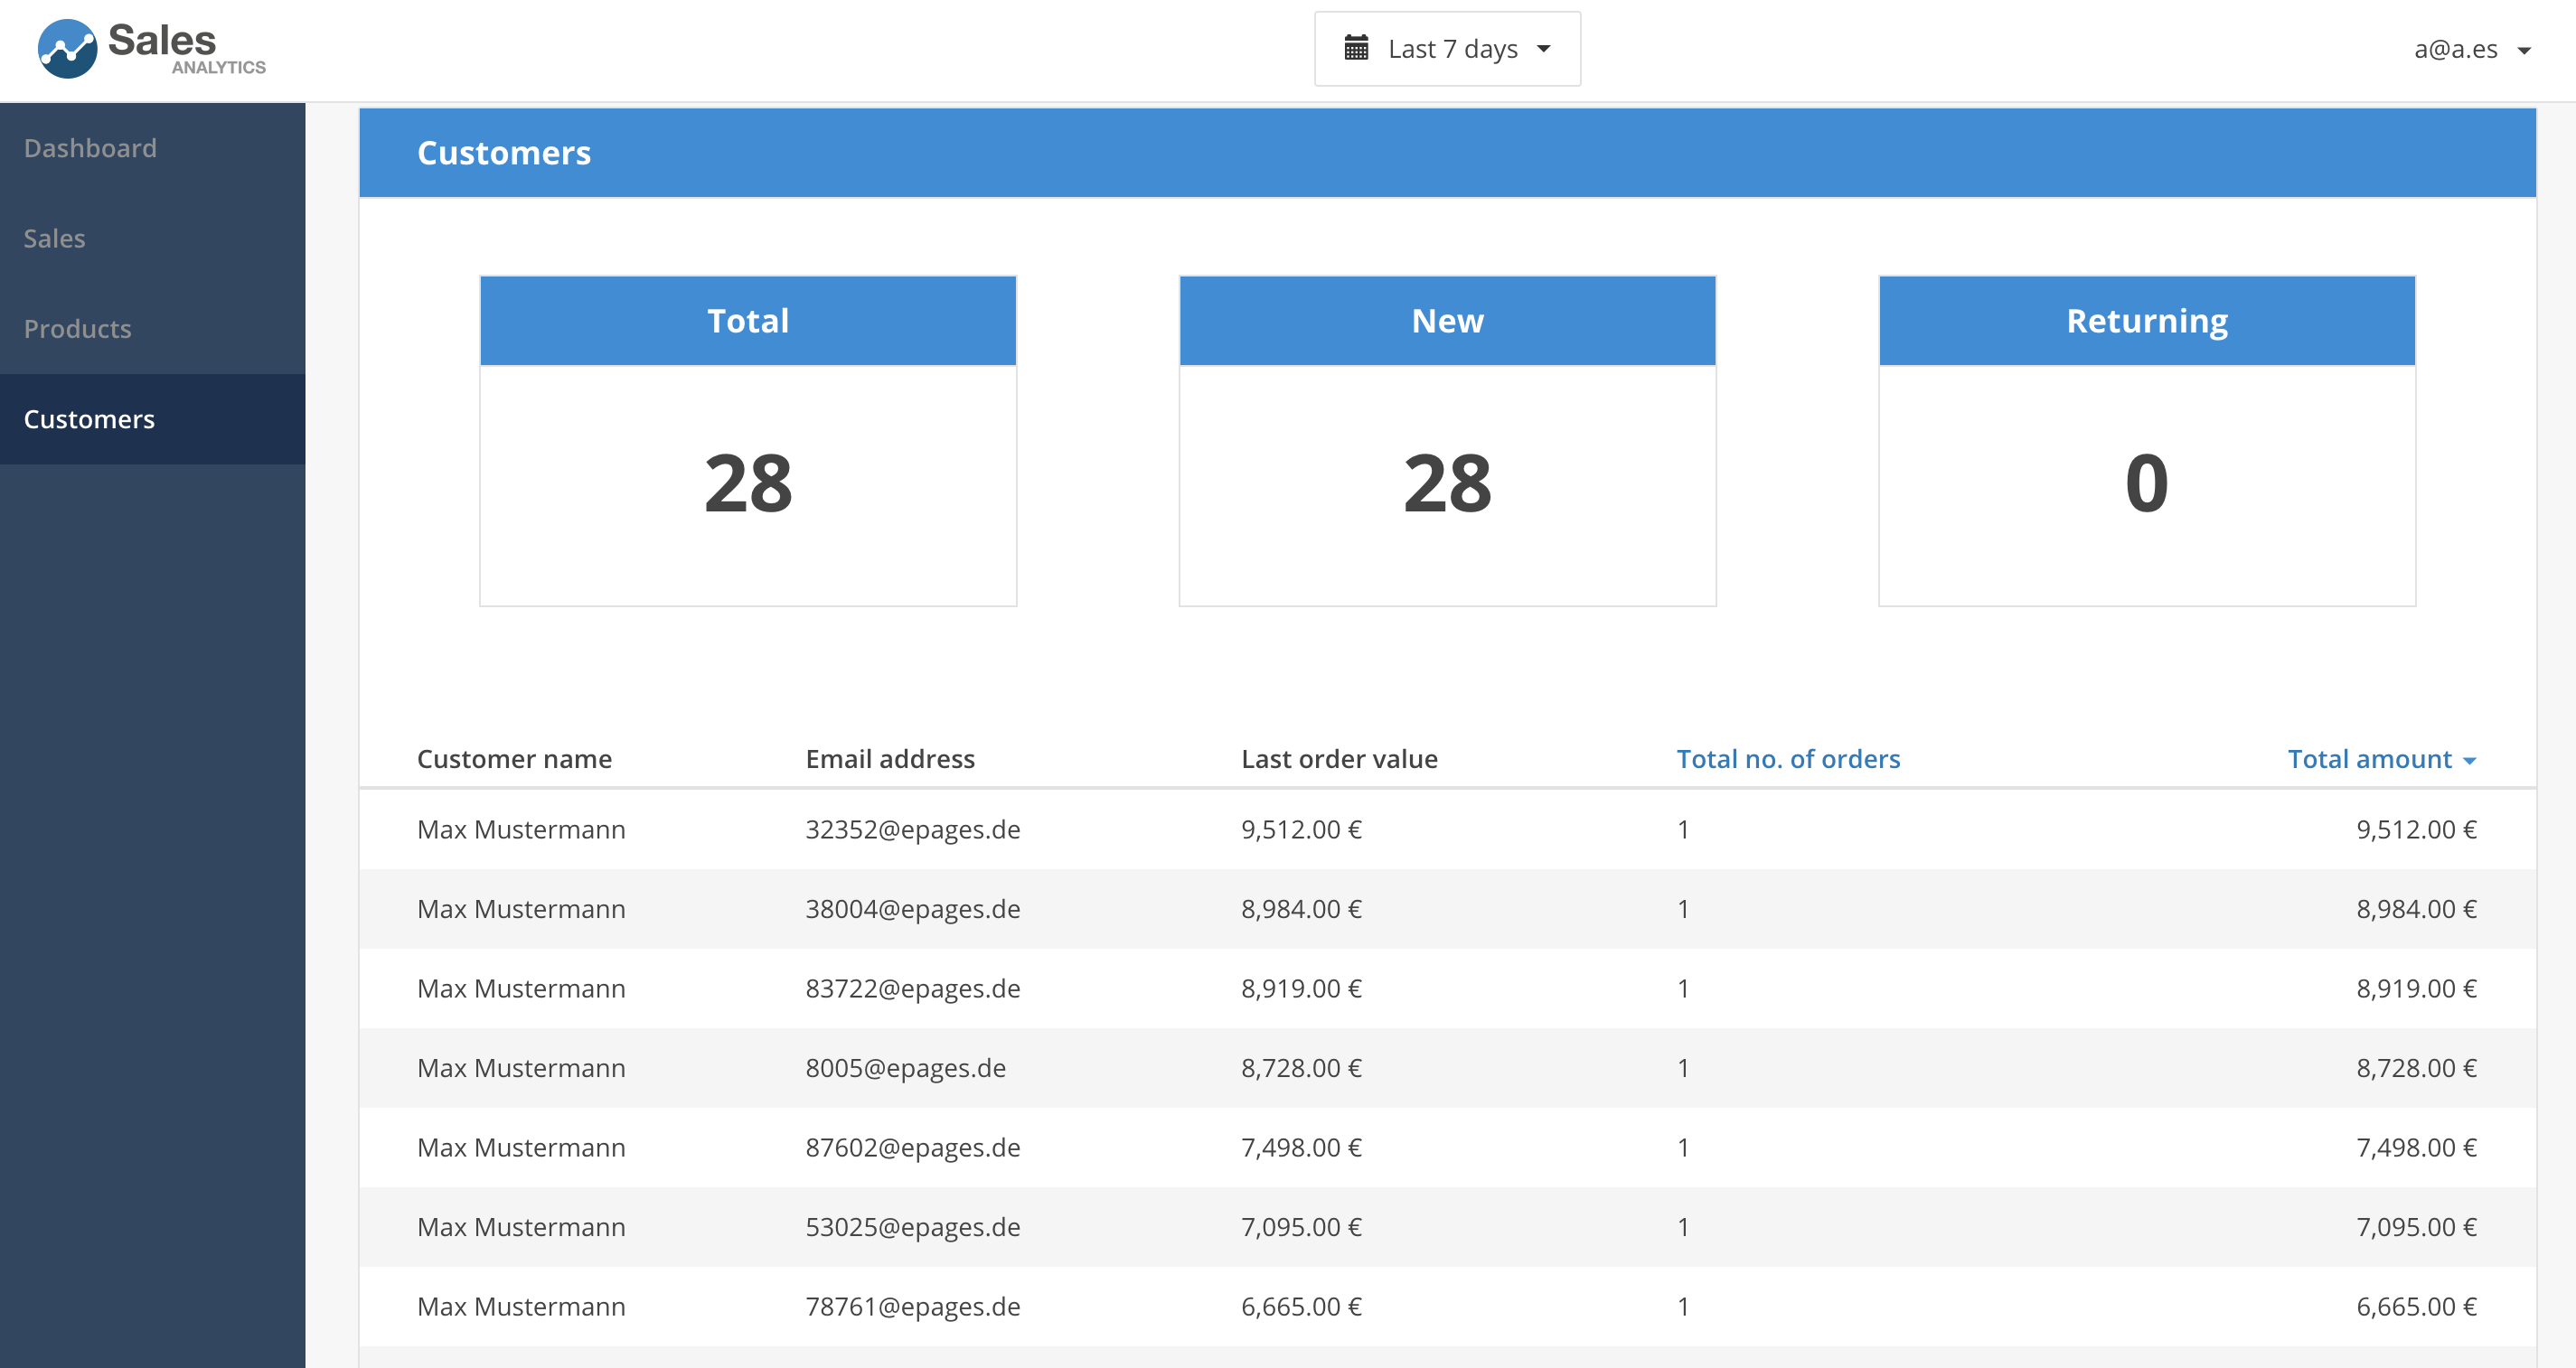 Sales
ANALYTICS
Last 7 days
a@a.es
Dashboard
Sales
Products
Customers
Customers
Total
New
Returning
28
28
0
Customer name Email address Last order value Total no. of orders Total amount
Max Mustermann 32352@epages.de 9,512.00 € 1 9,512.00 €
Max Mustermann 38004@epages.de 8,984.00 € 1 8,984.00 €
Max Mustermann 83722@epages.de 8,919.00 € 1 8,919.00 €
Max Mustermann 8005@epages.de 8,728.00 € 1 8,728.00 €
Max Mustermann 87602@epages.de 7,498.00 € 1 7,498.00 €
Max Mustermann 53025@epages.de 7,095.00 € 1 7,095.00 €
Max Mustermann 78761@epages.de 6,665.00 € 1 6,665.00 €